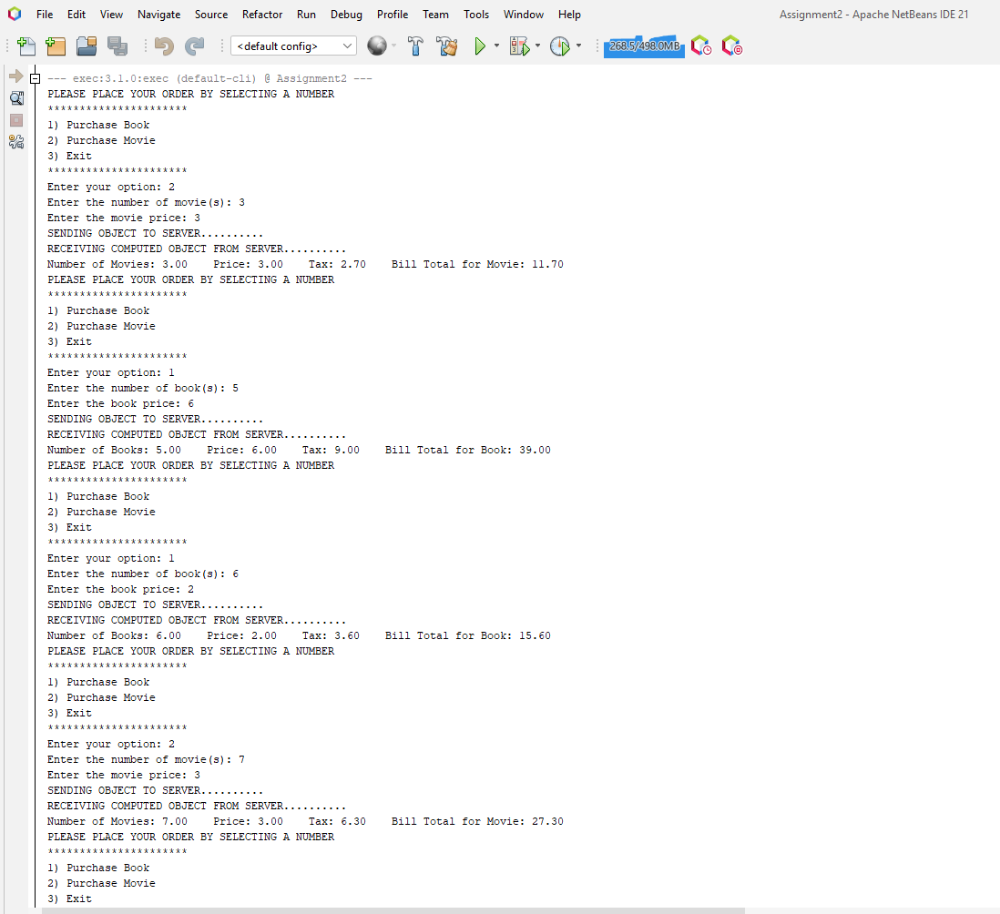 File Edit View Navigate Source Refactor Run Debug Profile Team Tools Window Help Assignment2 - Apache NetBeans IDE 21
<default config> 268.5/498.0MB
--- exec:3.1.0:exec (default-cli) @ Assignment2 ---
PLEASE PLACE YOUR ORDER BY SELECTING A NUMBER
**********************
1) Purchase Book
2) Purchase Movie
3) Exit
**********************
Enter your option: 2
Enter the number of movie(s): 3
Enter the movie price: 3
SENDING OBJECT TO SERVER..........
RECEIVING COMPUTED OBJECT FROM SERVER..........
Number of Movies: 3.00    Price: 3.00    Tax: 2.70    Bill Total for Movie: 11.70
PLEASE PLACE YOUR ORDER BY SELECTING A NUMBER
**********************
1) Purchase Book
2) Purchase Movie
3) Exit
**********************
Enter your option: 1
Enter the number of book(s): 5
Enter the book price: 6
SENDING OBJECT TO SERVER..........
RECEIVING COMPUTED OBJECT FROM SERVER..........
Number of Books: 5.00    Price: 6.00    Tax: 9.00    Bill Total for Book: 39.00
PLEASE PLACE YOUR ORDER BY SELECTING A NUMBER
**********************
1) Purchase Book
2) Purchase Movie
3) Exit
**********************
Enter your option: 1
Enter the number of book(s): 6
Enter the book price: 2
SENDING OBJECT TO SERVER..........
RECEIVING COMPUTED OBJECT FROM SERVER..........
Number of Books: 6.00    Price: 2.00    Tax: 3.60    Bill Total for Book: 15.60
PLEASE PLACE YOUR ORDER BY SELECTING A NUMBER
**********************
1) Purchase Book
2) Purchase Movie
3) Exit
**********************
Enter your option: 2
Enter the number of movie(s): 7
Enter the movie price: 3
SENDING OBJECT TO SERVER..........
RECEIVING COMPUTED OBJECT FROM SERVER..........
Number of Movies: 7.00    Price: 3.00    Tax: 6.30    Bill Total for Movie: 27.30
PLEASE PLACE YOUR ORDER BY SELECTING A NUMBER
**********************
1) Purchase Book
2) Purchase Movie
3) Exit